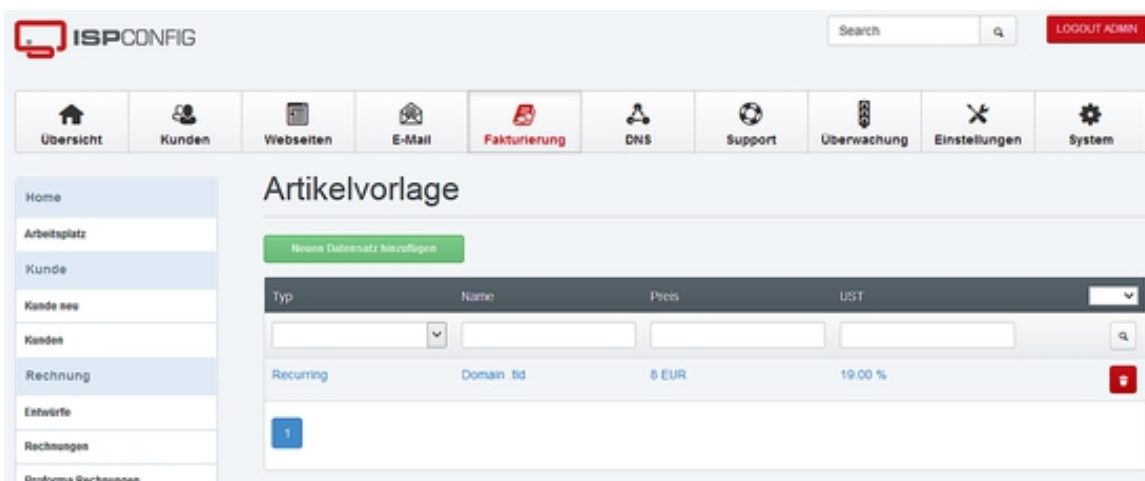 ISPCONFIG
Search
LOGOUT ADMIN
Übersicht
Kunden
Webseiten
E-Mail
Fakturierung
DNS
Support
Überwachung
Einstellungen
System
Home
Arbeitsplatz
Kunde
Kunde neu
Kunden
Rechnung
Entwürfe
Rechnungen
Proforma Rechnungen
Artikelvorlage
Neuen Datensatz hinzufügen
Typ Name Preis UST
Recurring Domain .tld 8 EUR 19.00 %
1